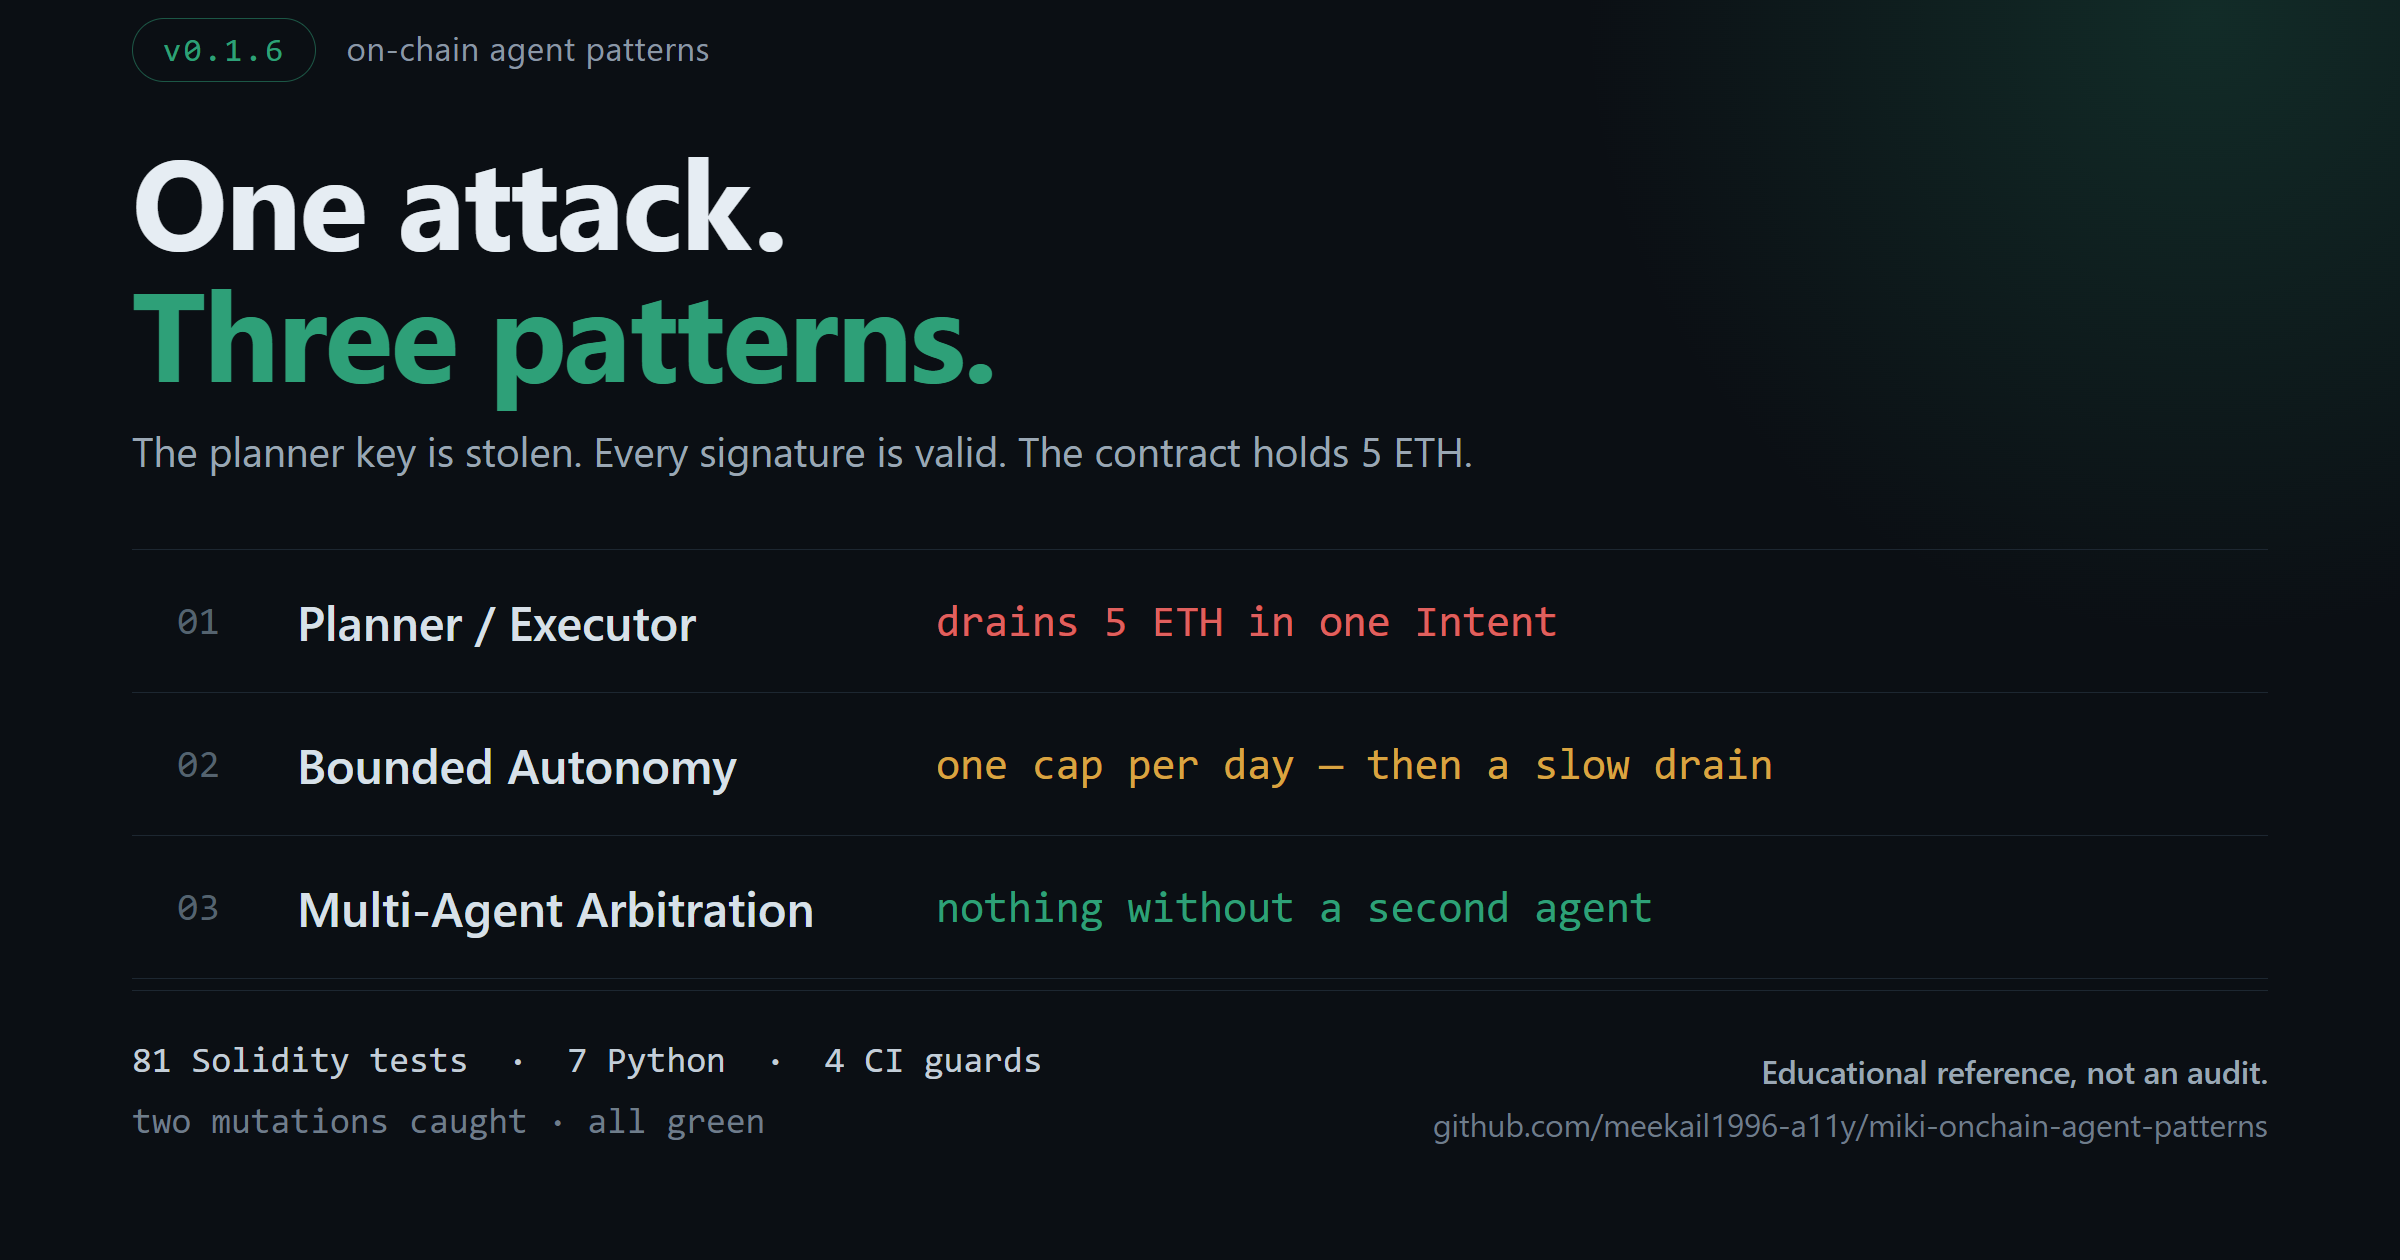 v0.1.6 on-chain agent patterns
One attack.
Three patterns.
The planner key is stolen. Every signature is valid. The contract holds 5 ETH.
01 Planner / Executor drains 5 ETH in one Intent
02 Bounded Autonomy one cap per day — then a slow drain
03 Multi-Agent Arbitration nothing without a second agent
81 Solidity tests · 7 Python · 4 CI guards
two mutations caught · all green
Educational reference, not an audit.
github.com/meekail1996-a11y/miki-onchain-agent-patterns